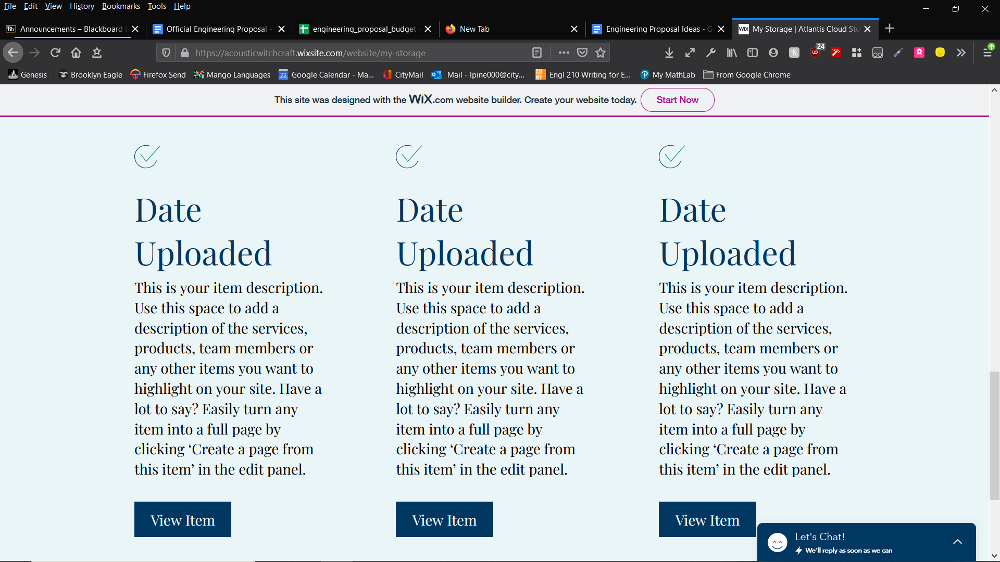 File Edit View History Bookmarks Tools Help
Bb Announcements – Blackboard L
Official Engineering Proposal -
engineering_proposal_budget -
New Tab
Engineering Proposal Ideas - G
WiX My Storage | Atlantis Cloud Sto
https://acousticwitchcraft.wixsite.com/website/my-storage
24
Genesis Brooklyn Eagle Firefox Send Mango Languages 22 Google Calendar - Ma... CityMail Mail - lpine000@city... CU NY Engl 210 Writing for E... P My MathLab From Google Chrome
This site was designed with the WiX.com website builder. Create your website today. Start Now
Date
Uploaded
This is your item description.
Use this space to add a
description of the services,
products, team members or
any other items you want to
highlight on your site. Have a
lot to say? Easily turn any
item into a full page by
clicking ‘Create a page from
this item’ in the edit panel.
View Item
Date
Uploaded
This is your item description.
Use this space to add a
description of the services,
products, team members or
any other items you want to
highlight on your site. Have a
lot to say? Easily turn any
item into a full page by
clicking ‘Create a page from
this item’ in the edit panel.
View Item
Date
Uploaded
This is your item description.
Use this space to add a
description of the services,
products, team members or
any other items you want to
highlight on your site. Have a
lot to say? Easily turn any
item into a full page by
clicking ‘Create a page from
this item’ in the edit panel.
View Item
Let's Chat!
We'll reply as soon as we can